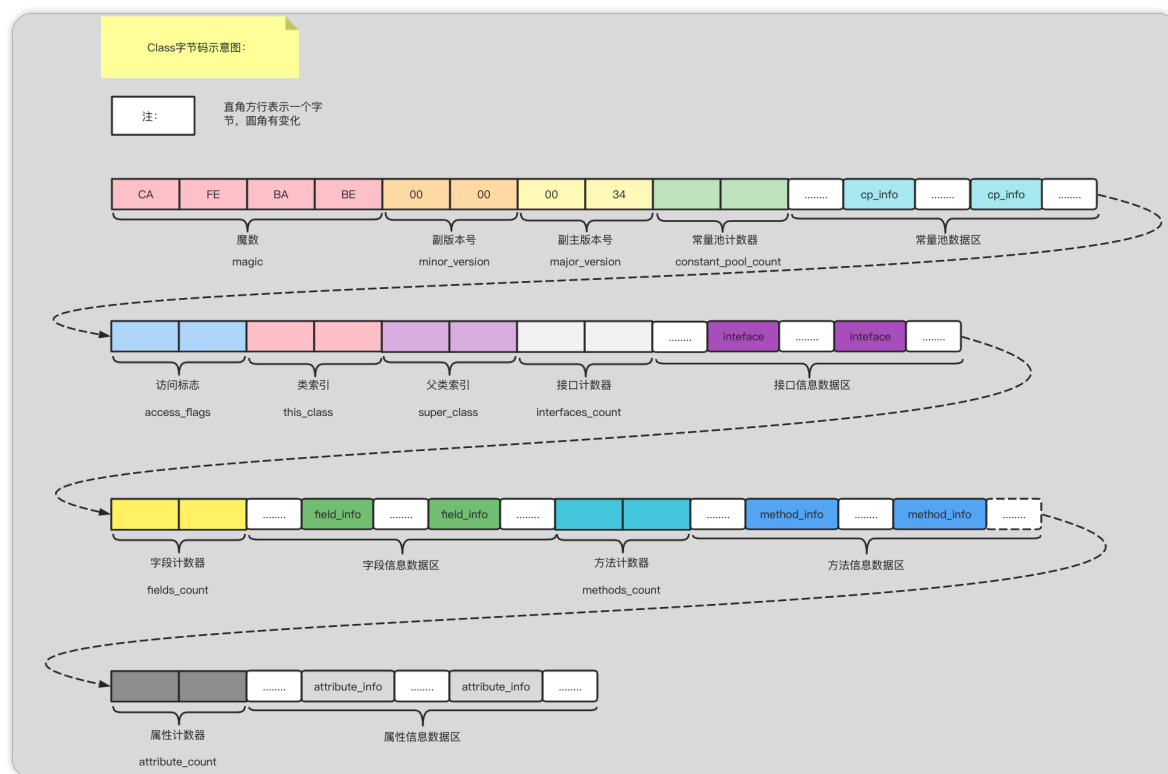 Class字节码示意图：
注：
直角方行表示一个字
节，圆角有变化
CA FE BA BE 00 00 00 34 ........ cp_info ........ cp_info ........
魔数 副版本号 副主版本号 常量池计数器 常量池数据区
magic minor_version major_version constant_pool_count
........ inteface ........ inteface ........
访问标志 类索引 父类索引 接口计数器 接口信息数据区
access_flags this_class super_class interfaces_count
........ field_info ........ field_info ........ ........ method_info ........ method_info ........
字段计数器 字段信息数据区 方法计数器 方法信息数据区
fields_count methods_count
........ attribute_info ........ attribute_info ........
属性计数器 属性信息数据区
attribute_count